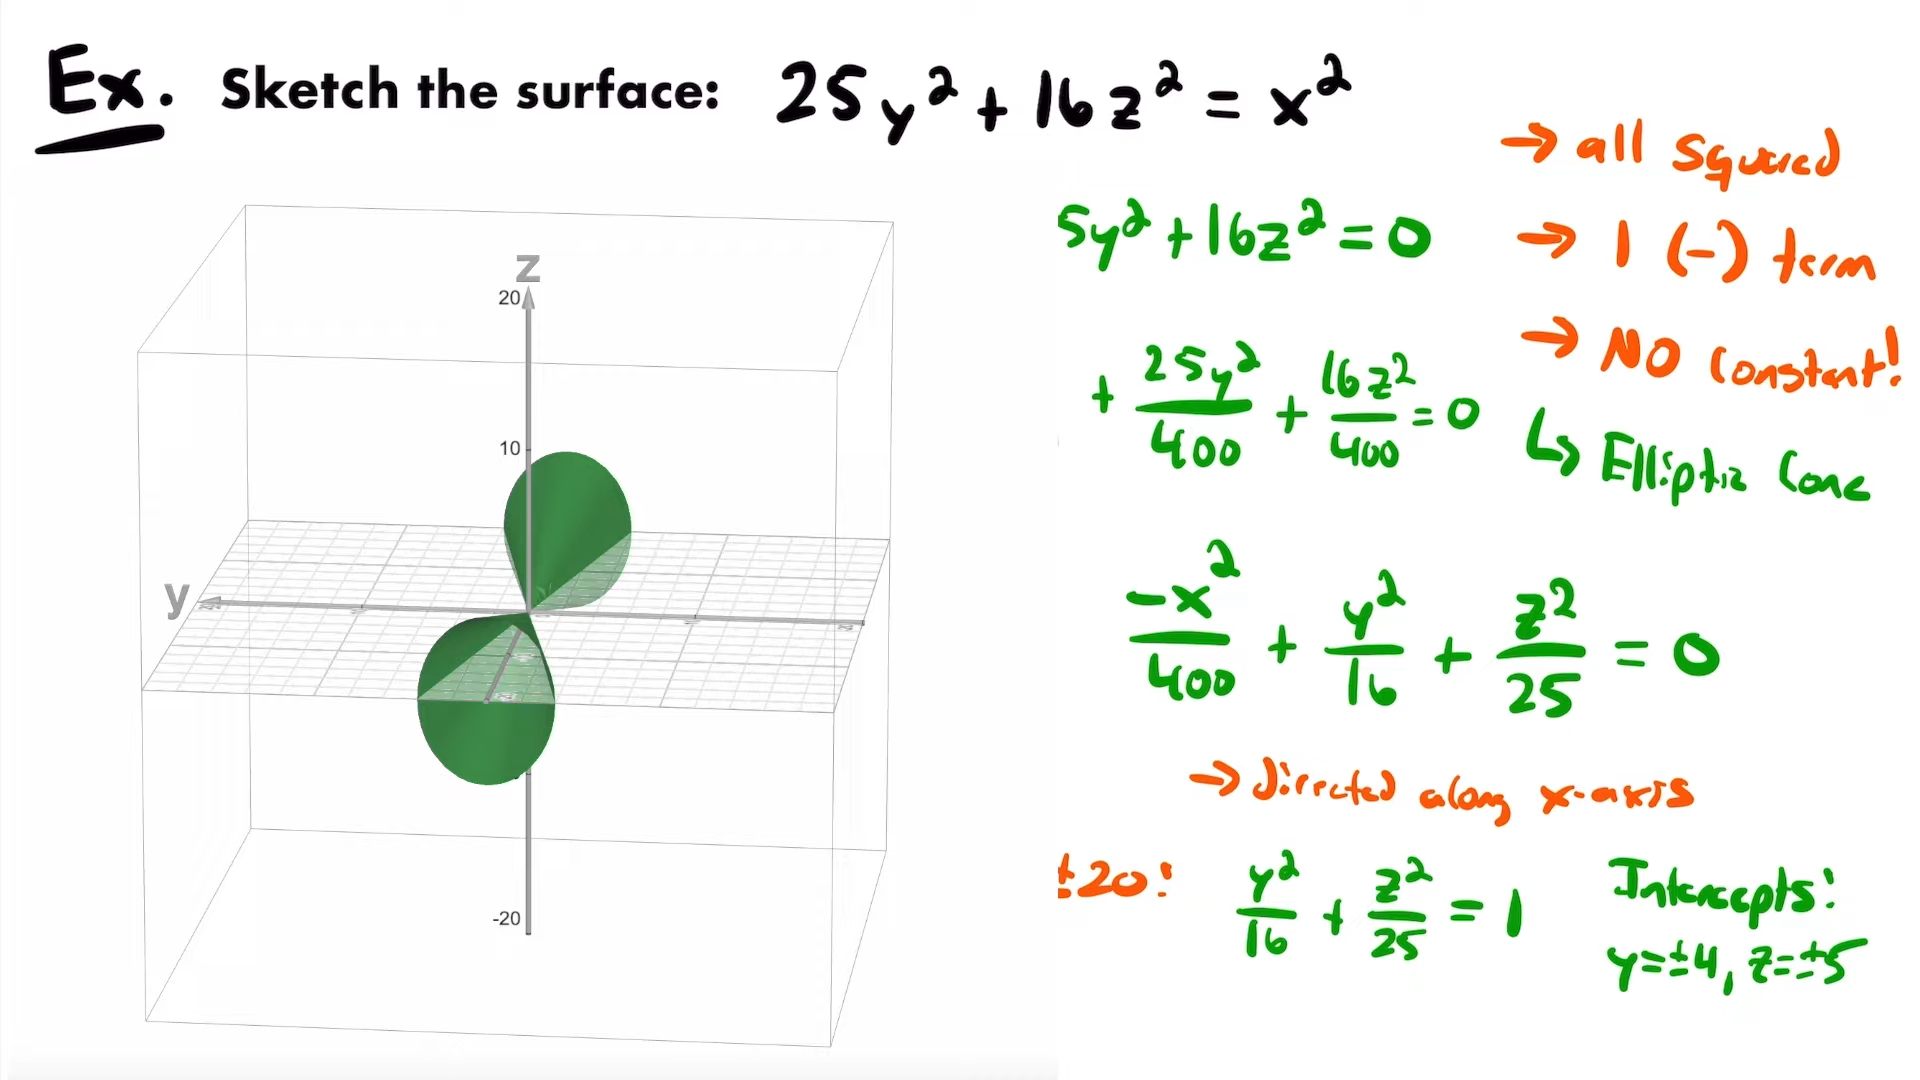 Ex. Sketch the surface: 25y² + 16z² = x²
→ all squared
5y² + 16z² = 0
→ 1 (-) term
→ NO constant!
+ 25y²/400 + 16z²/400 = 0
↳ Elliptic Cone
-x²/400 + y²/16 + z²/25 = 0
→ directed along x-axis
±20: y²/16 + z²/25 = 1
Intercepts:
y=±4, z=±5
z
20
10
y
-20